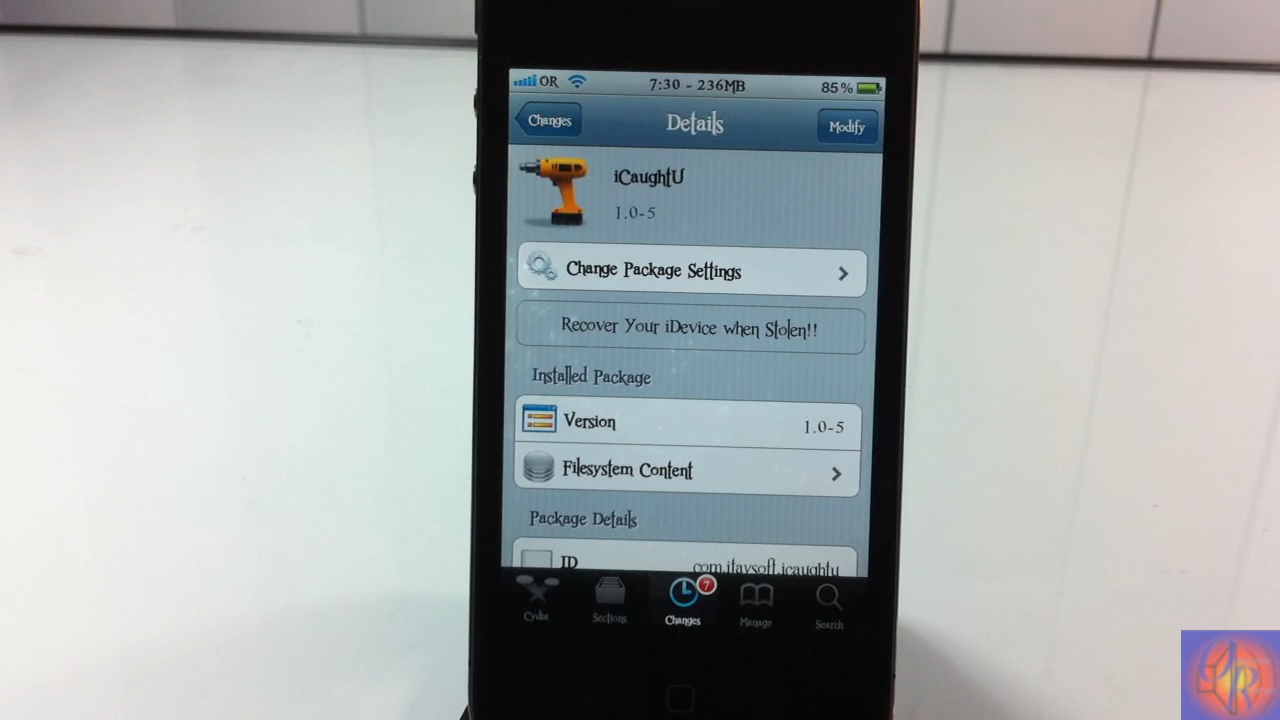 OR 7:30 - 236MB 85%
Changes Details Modify
iCaughtU
1.0-5
Change Package Settings
Recover Your iDevice when Stolen!!
Installed Package
Version 1.0-5
Filesystem Content
Package Details
ID com.itaysoft.icaughtu
7
Cydia Sections Changes Manage Search